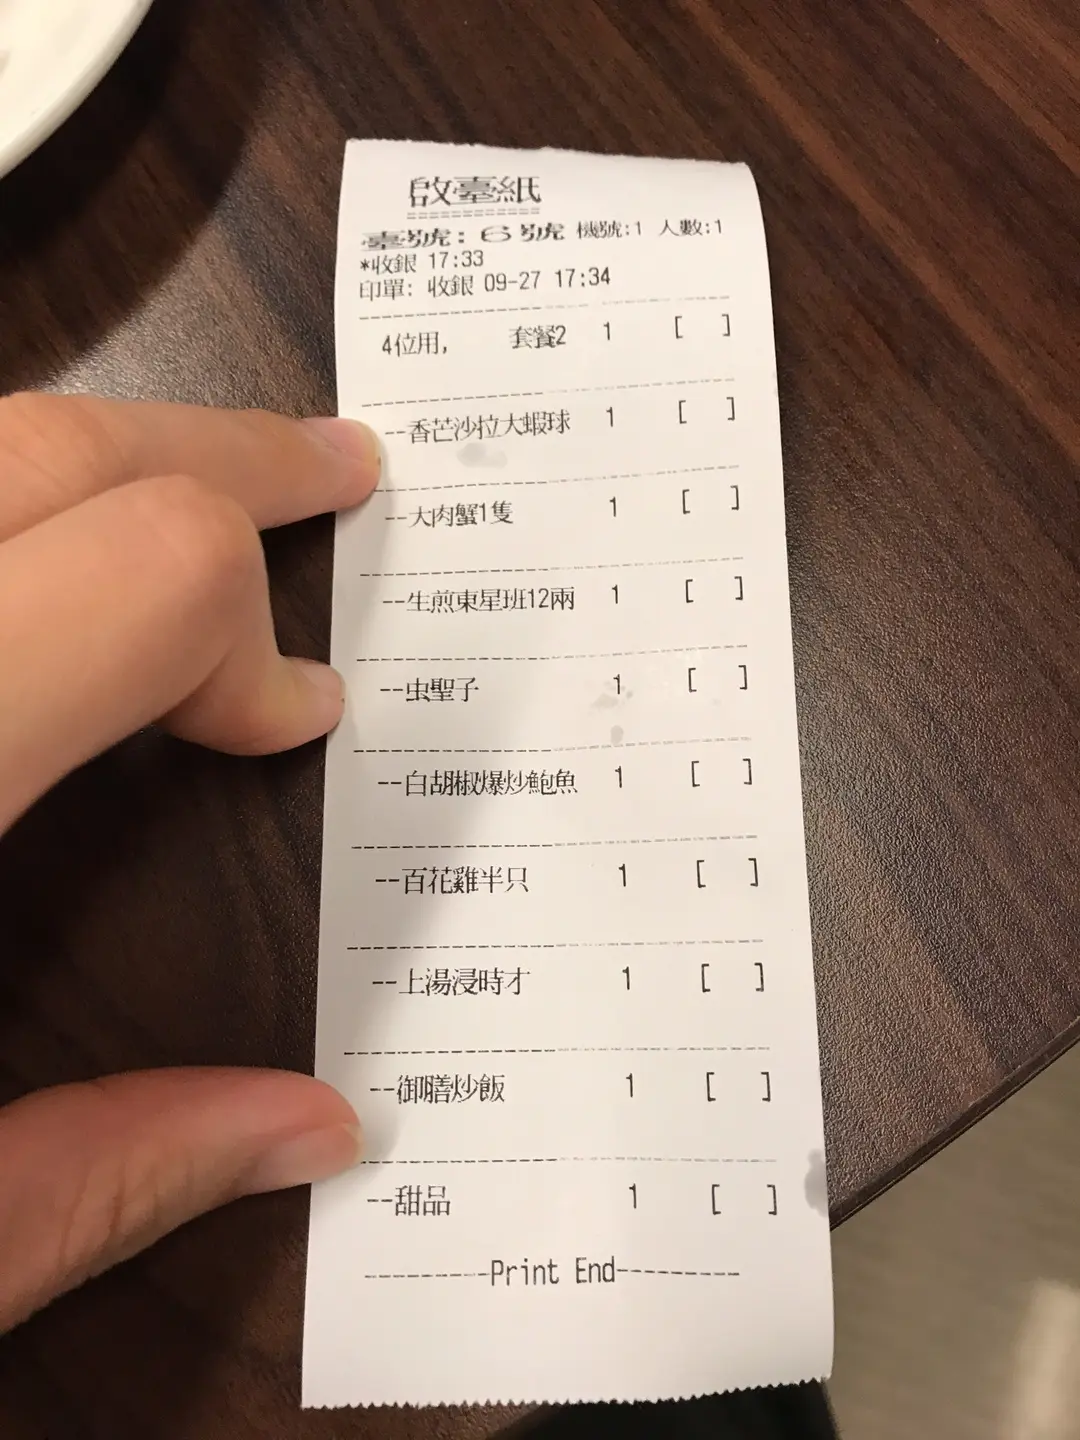 啟臺紙
============
臺號: 6 號 機號:1 人數:1
*收銀 17:33
印單: 收銀 09-27 17:34
4位用, 套餐2 1 [ ]
--香芒沙拉大蝦球 1 [ ]
--大肉蟹1隻 1 [ ]
--生煎東星班12兩 1 [ ]
--虫聖子 1 [ ]
--白胡椒爆炒鮑魚 1 [ ]
--百花雞半只 1 [ ]
--上湯浸時才 1 [ ]
--御膳炒飯 1 [ ]
--甜品 1 [ ]
---------Print End---------